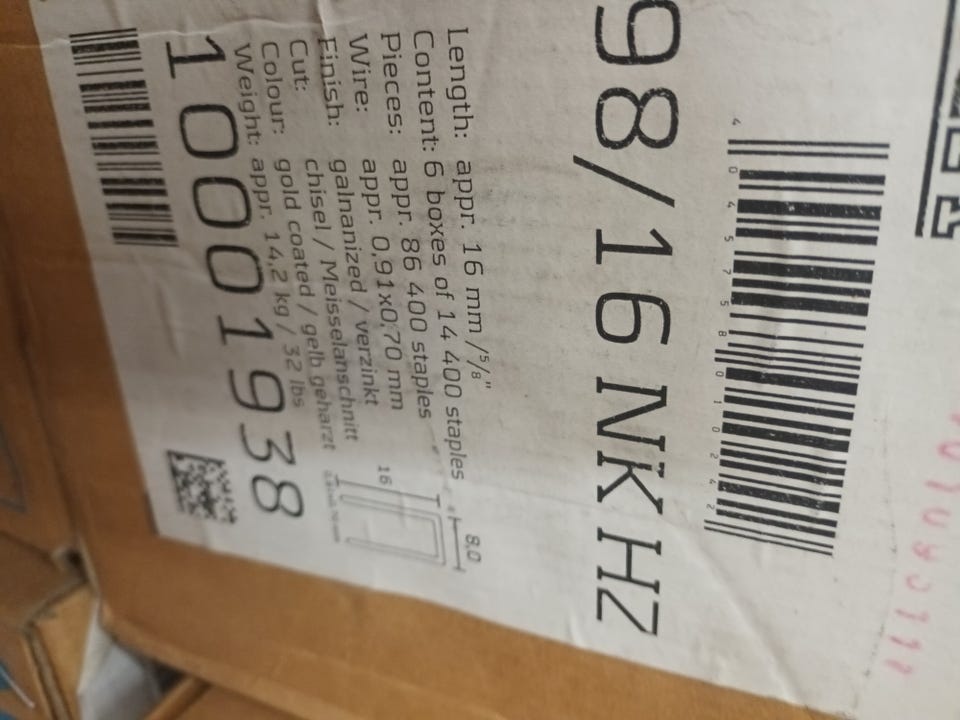 4 045758 010242
98/16 NK HZ
Length: appr. 16 mm /5/8"
Content: 6 boxes of 14 400 staples
Pieces: appr. 86 400 staples
Wire: appr. 0,91x0,70 mm
Finish: galnanized / verzinkt
Cut: chisel / Meisselanschnitt
Colour: gold coated / gelb geharzt
Weight: appr. 14,2 kg / 32 lbs
8.0
16
10001938